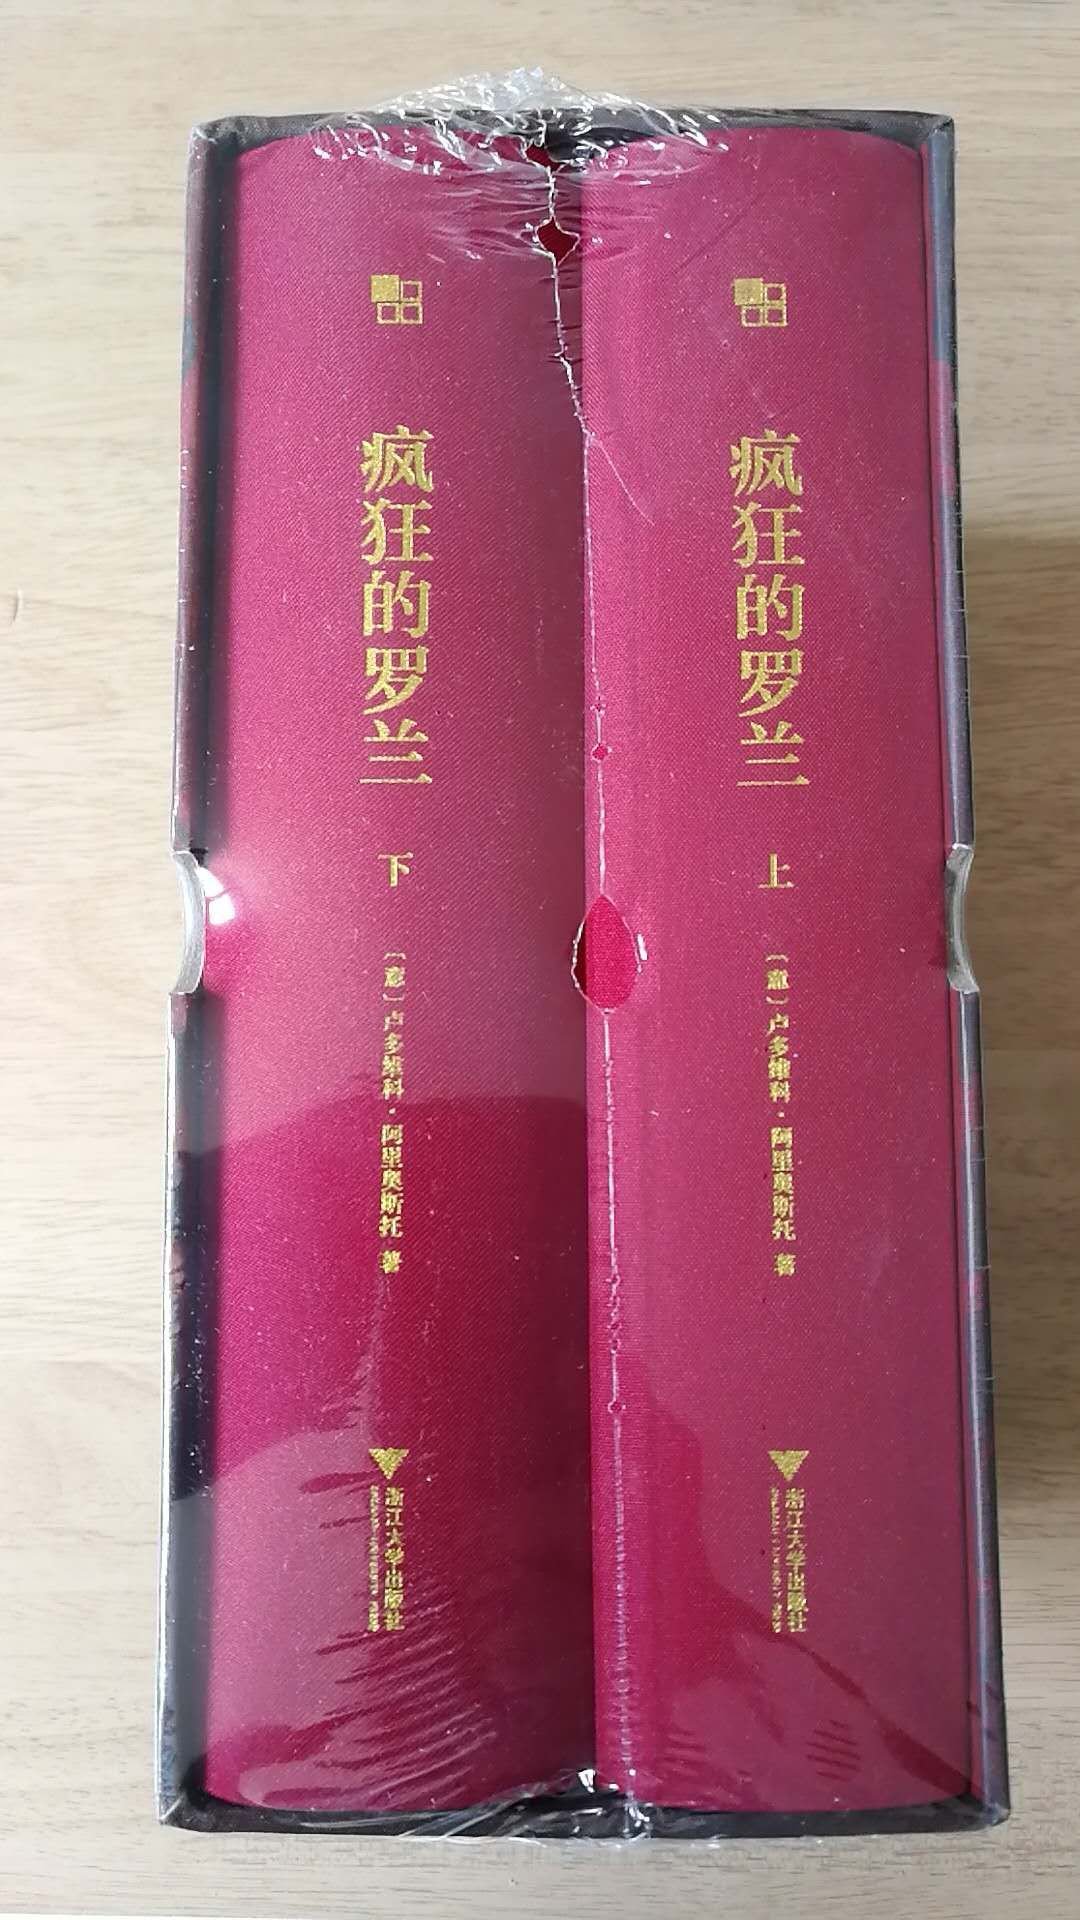 疯狂的罗兰
下
〔意〕卢多维科·阿里奥斯托 著
浙江大学出版社
疯狂的罗兰
上
〔意〕卢多维科·阿里奥斯托 著
浙江大学出版社